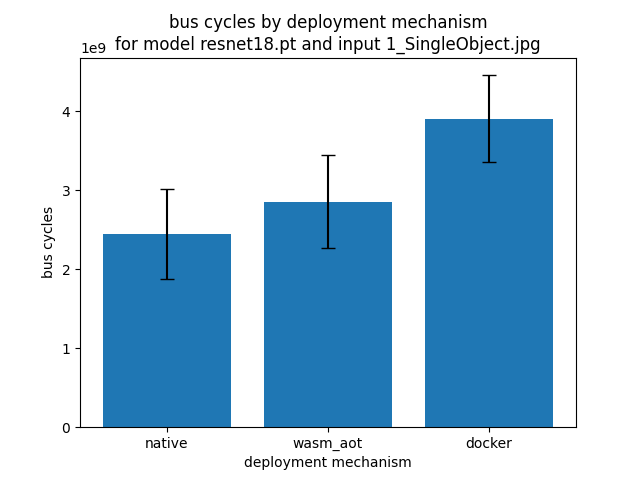 bus cycles by deployment mechanism
for model resnet18.pt and input 1_SingleObject.jpg
1e9
4
3
2
1
0
bus cycles
native wasm_aot docker
deployment mechanism